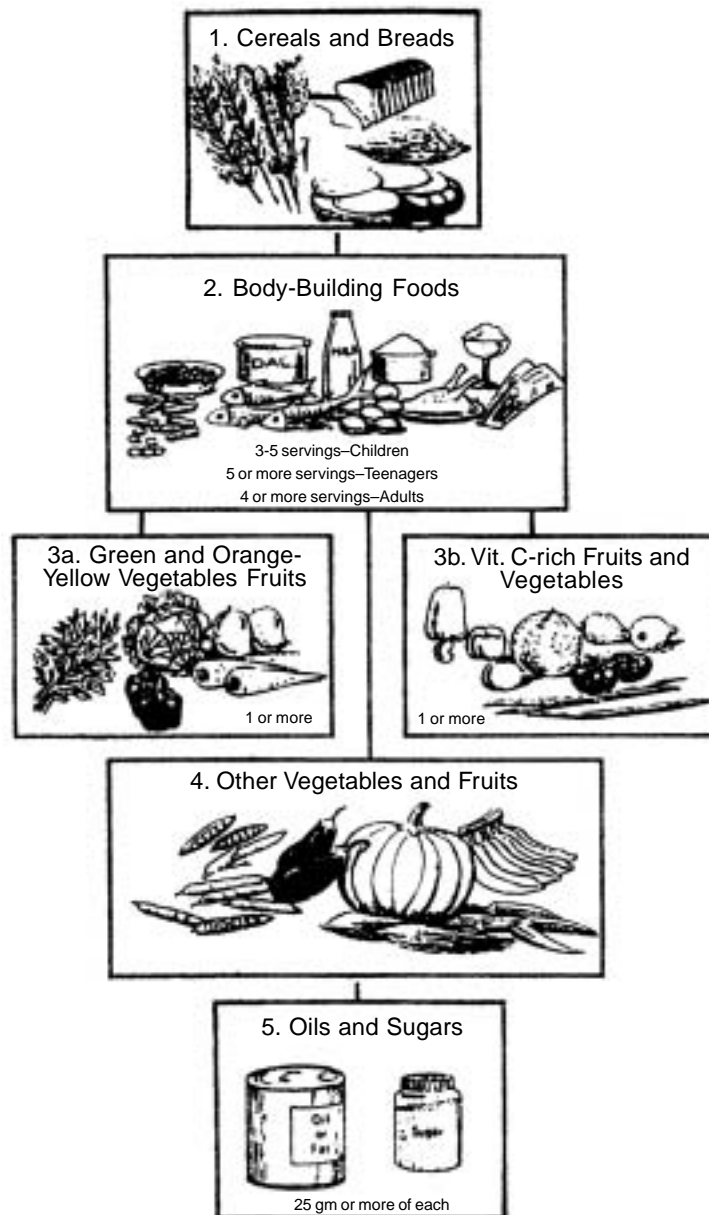 1. Cereals and Breads
2. Body-Building Foods
DAL
MILK
3-5 servings–Children
5 or more servings–Teenagers
4 or more servings–Adults
3a. Green and Orange-
Yellow Vegetables Fruits
1 or more
3b. Vit. C-rich Fruits and
Vegetables
1 or more
4. Other Vegetables and Fruits
5. Oils and Sugars
Oil
or
Fat
Sugar
25 gm or more of each